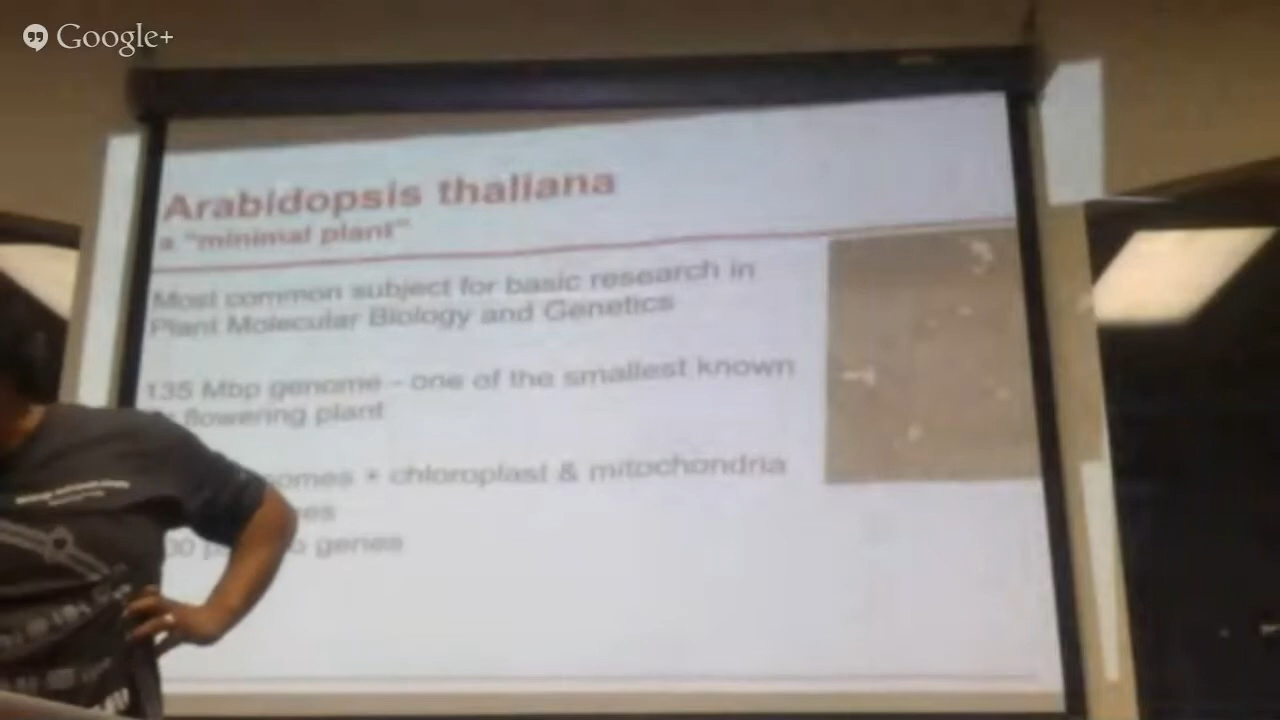 Google+
Arabidopsis thaliana
a "minimal plant"
Most common subject for basic research in
Plant Molecular Biology and Genetics
135 Mbp genome - one of the smallest known
flowering plant
chloroplast & mitochondria
genes